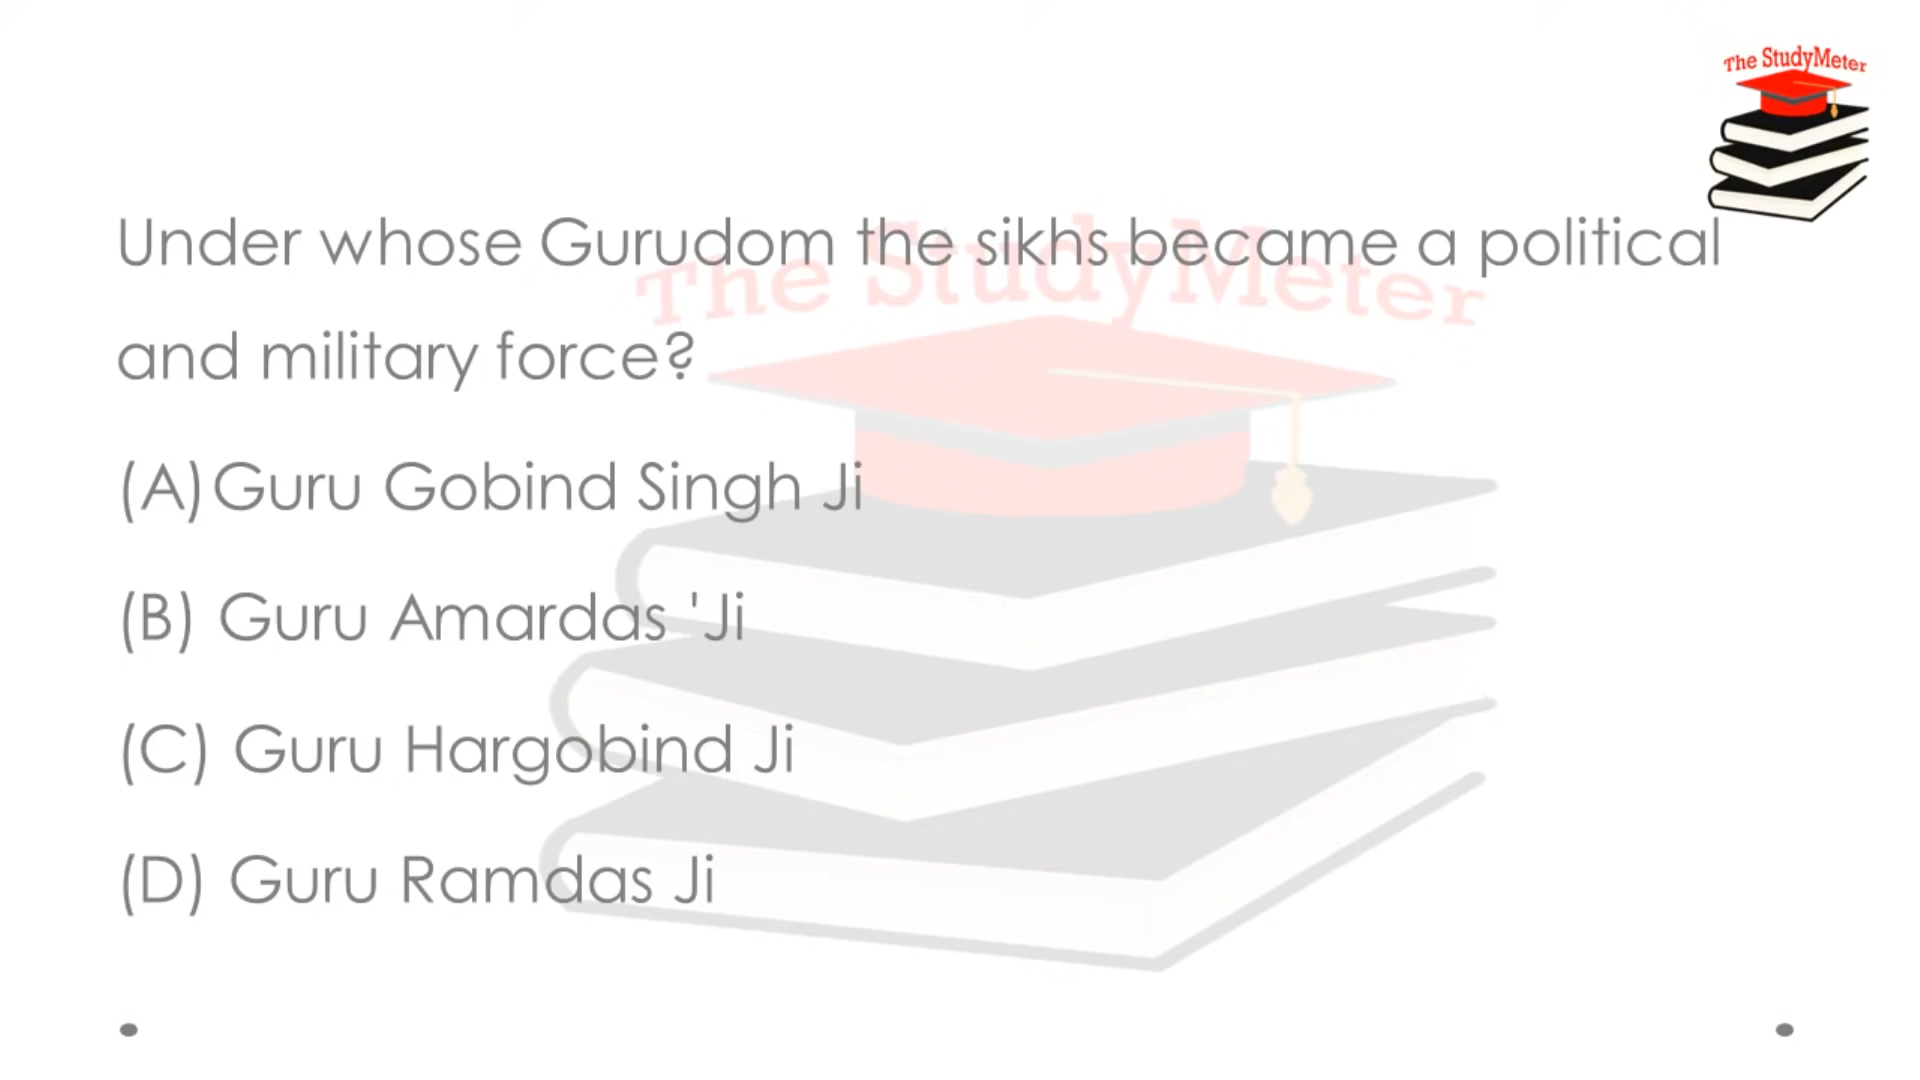 The StudyMeter
Under whose Gurudom the sikhs became a political
and military force?
The StudyMeter
(A) Guru Gobind Singh Ji
(B) Guru Amardas 'Ji
(C) Guru Hargobind Ji
(D) Guru Ramdas Ji